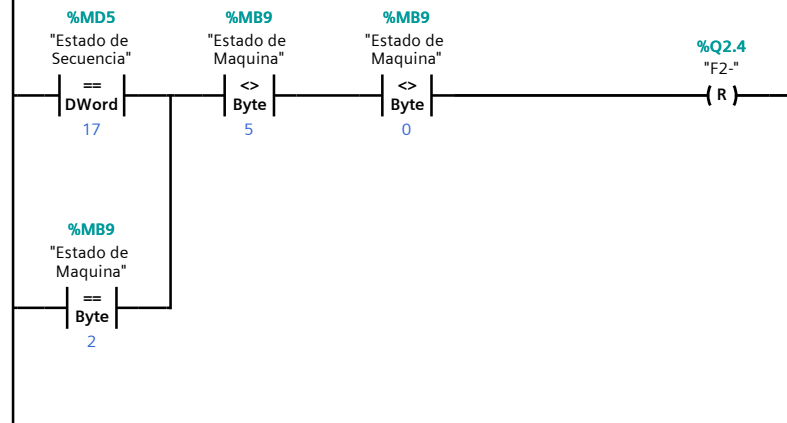 %MD5
"Estado de
Secuencia"
==
DWord
17
%MB9
"Estado de
Maquina"
<>
Byte
5
%MB9
"Estado de
Maquina"
<>
Byte
0
%Q2.4
"F2-"
R
%MB9
"Estado de
Maquina"
==
Byte
2